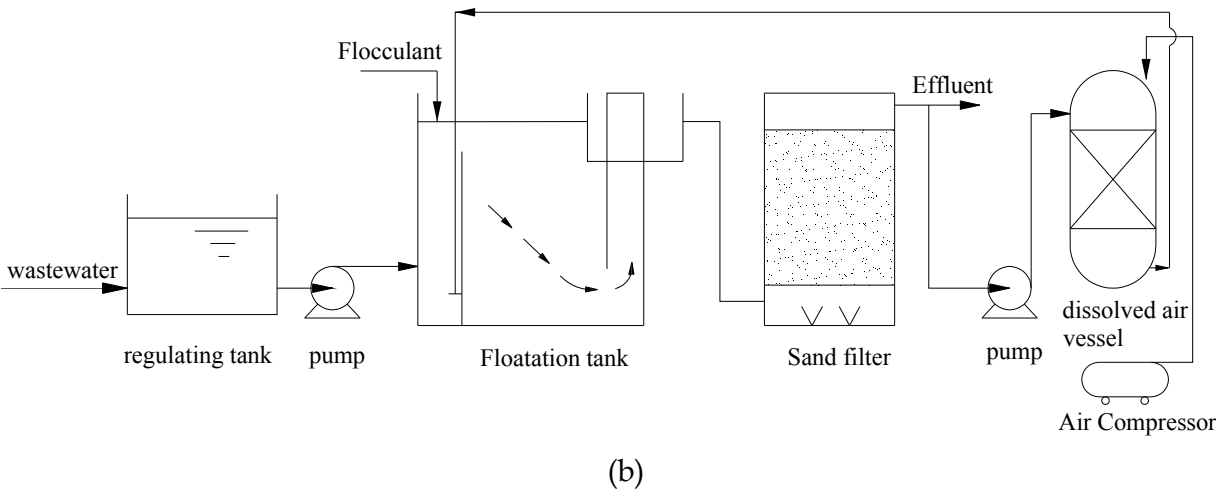 Flocculant
Effluent
wastewater
regulating tank
pump
Floatation tank
Sand filter
pump
dissolved air
vessel
Air Compressor
(b)